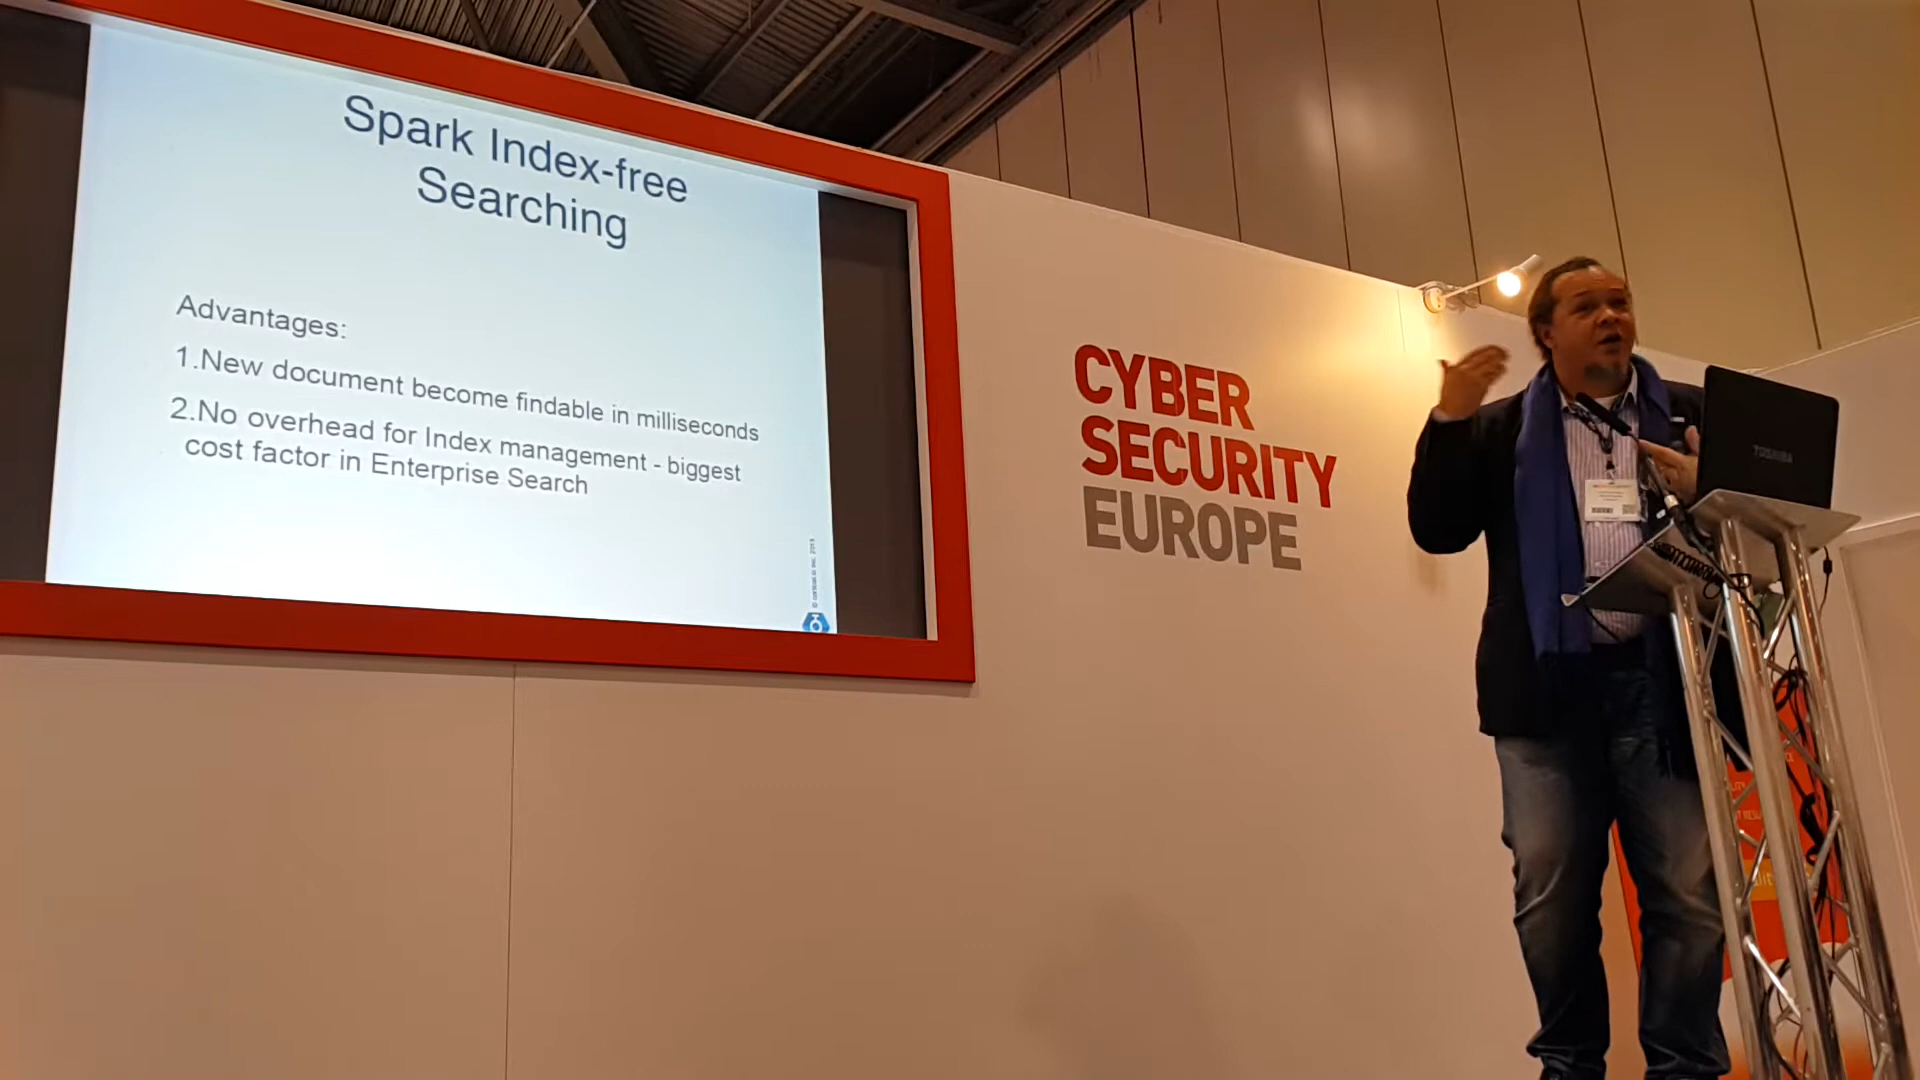 Spark Index-free
Searching
Advantages:
1.New document become findable in milliseconds
2.No overhead for Index management - biggest
cost factor in Enterprise Search
CYBER
SECURITY
EUROPE
TOSHIBA